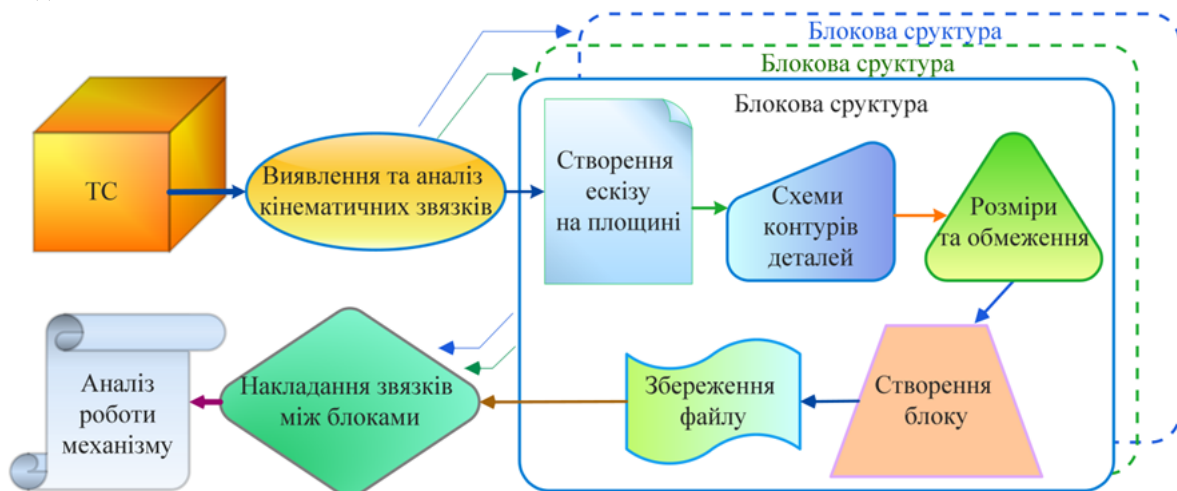 Блокова сруктура
Блокова сруктура
Блокова сруктура
ТС
Виявлення та аналіз
кінематичних звязків
Створення
ескізу
на площині
Схеми
контурів
деталей
Розміри
та обмеження
Створення
блоку
Збереження
файлу
Накладання звязків
між блоками
Аналіз
роботи
механізму